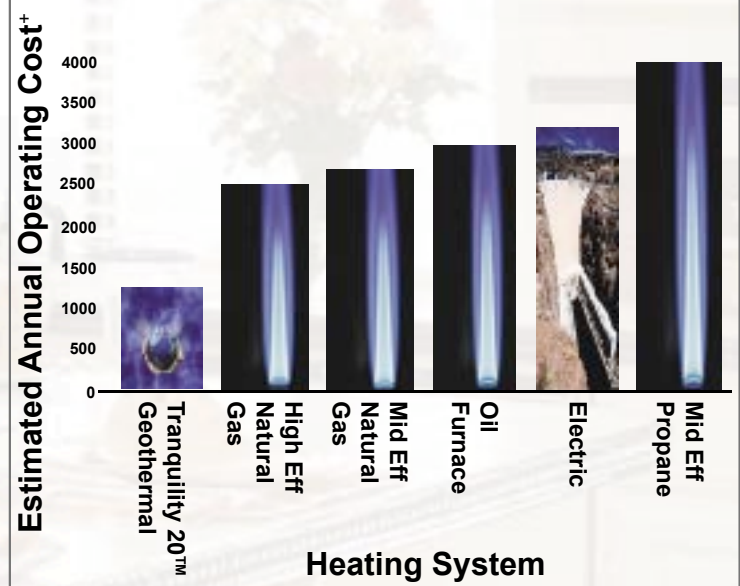 Estimated Annual Operating Cost+
4000
3500
3000
2500
2000
1500
1000
500
0
Tranquility 20™
Geothermal
High Eff
Natural
Gas
Mid Eff
Natural
Gas
Oil
Furnace
Electric
Mid Eff
Propane
Heating System